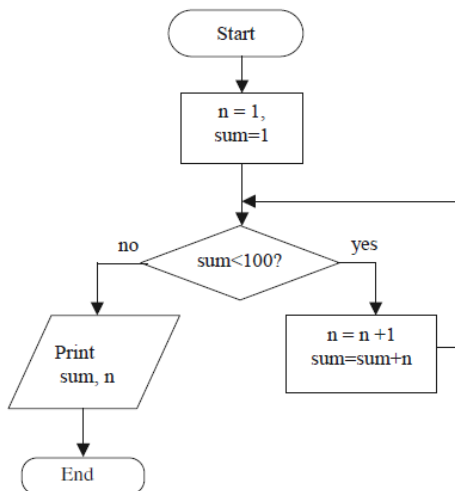 Start
n = 1,
sum=1
no
sum<100?
yes
Print
sum, n
n = n +1
sum=sum+n
End